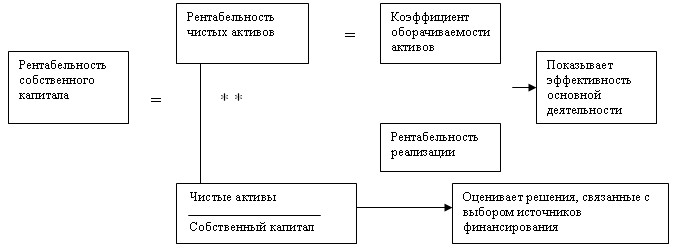 Рентабельность
чистых активов
=
Коэффициент
оборачиваемости
активов
Рентабельность
собственного
капитала
=
* *
Показывает
эффективность
основной
деятельности
Рентабельность
реализации
Чистые активы
Собственный капитал
Оценивает решения, связанные с
выбором источников
финансирования